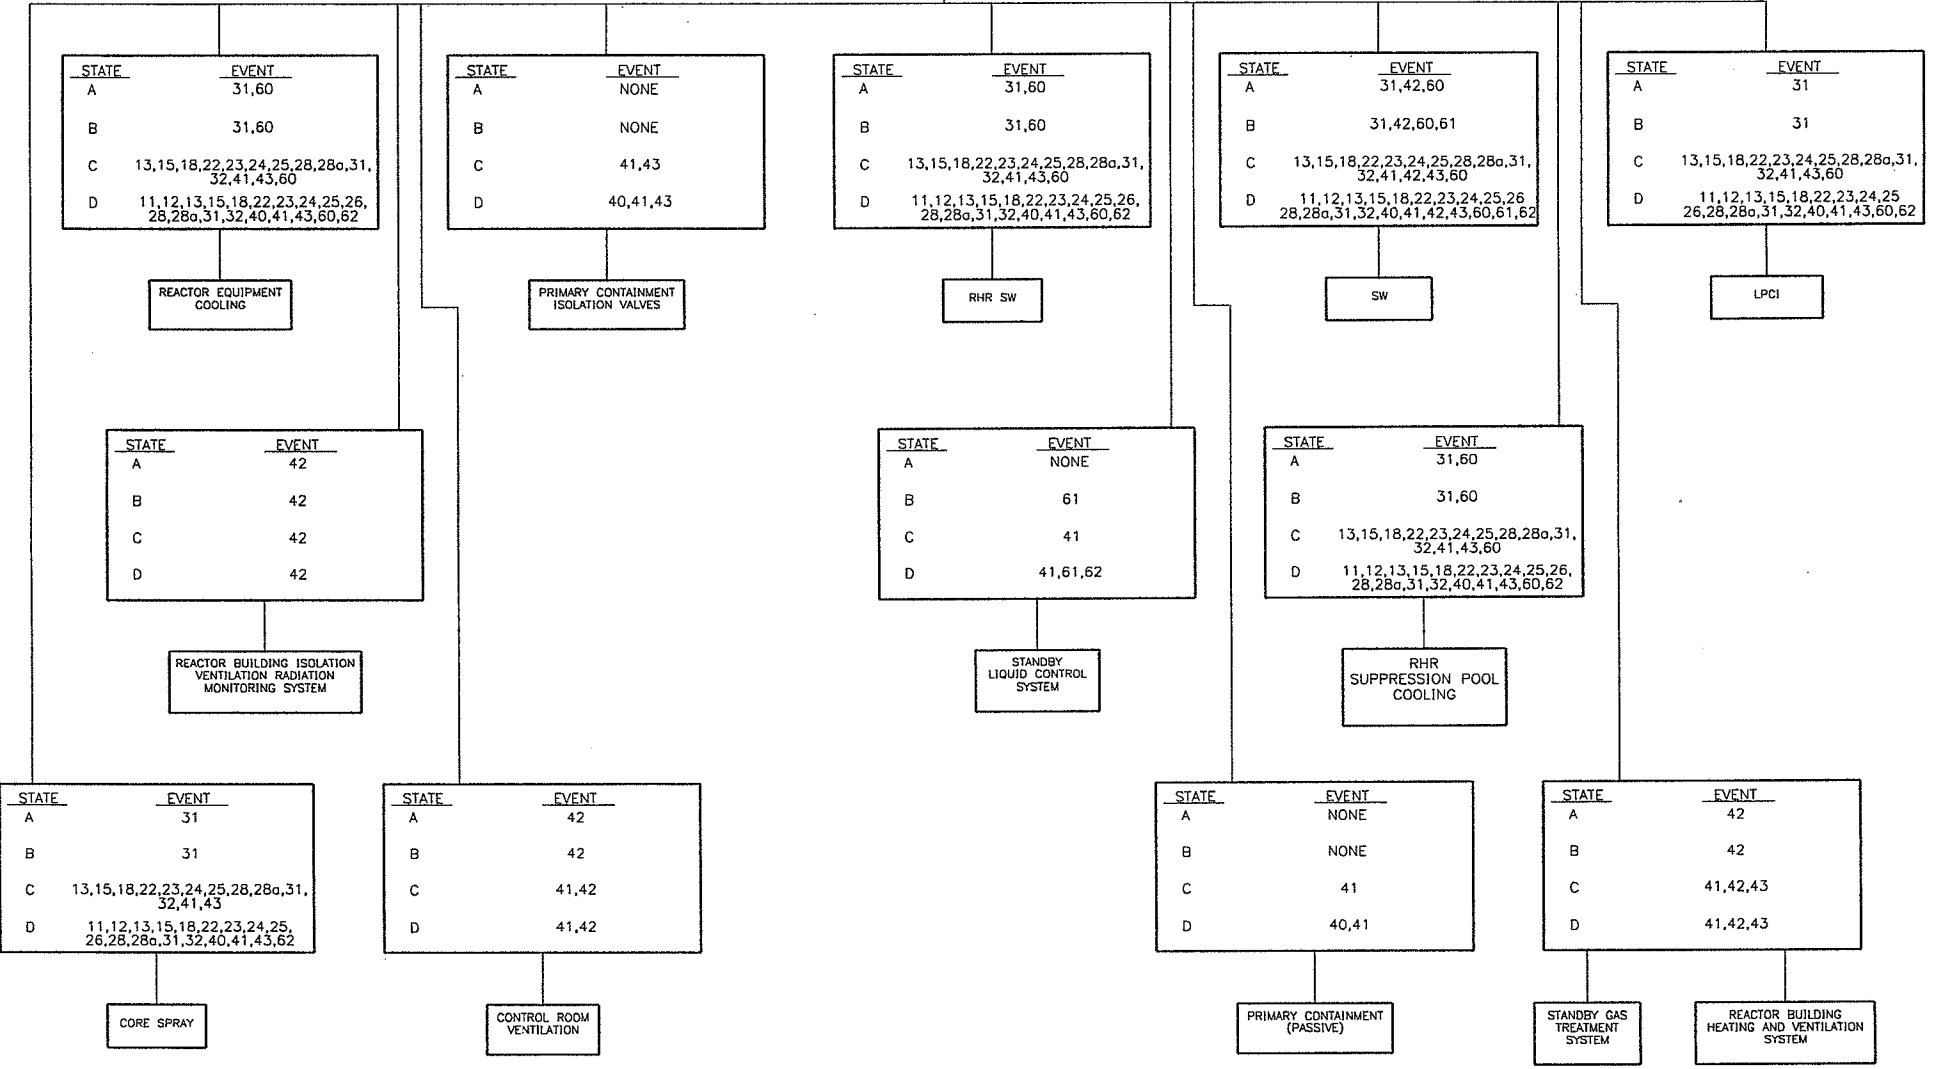 STATE EVENT
A 31,60
B 31,60
C 13,15,18,22,23,24,25,28,28a,31,
32,41,43,60
D 11,12,13,15,18,22,23,24,25,26,
28,28a,31,32,40,41,43,60,62
REACTOR EQUIPMENT
COOLING
STATE EVENT
A NONE
B NONE
C 41,43
D 40,41,43
PRIMARY CONTAINMENT
ISOLATION VALVES
STATE EVENT
A 31,60
B 31,60
C 13,15,18,22,23,24,25,28,28a,31,
32,41,43,60
D 11,12,13,15,18,22,23,24,25,26,
28,28a,31,32,40,41,43,60,62
RHR SW
STATE EVENT
A 31,42,60
B 31,42,60,61
C 13,15,18,22,23,24,25,28,28a,31,
32,41,42,43,60
D 11,12,13,15,18,22,23,24,25,26
28,28a,31,32,40,41,42,43,60,61,62
SW
STATE EVENT
A 31
B 31
C 13,15,18,22,23,24,25,28,28a,31,
32,41,43,60
D 11,12,13,15,18,22,23,24,25
26,28,28a,31,32,40,41,43,60,62
LPCI
STATE EVENT
A 42
B 42
C 42
D 42
REACTOR BUILDING ISOLATION
VENTILATION RADIATION
MONITORING SYSTEM
STATE EVENT
A NONE
B 61
C 41
D 41,61,62
STANDBY
LIQUID CONTROL
SYSTEM
STATE EVENT
A 31,60
B 31,60
C 13,15,18,22,23,24,25,28,28a,31,
32,41,43,60
D 11,12,13,15,18,22,23,24,25,26,
28,28a,31,32,40,41,43,60,62
RHR
SUPPRESSION POOL
COOLING
STATE EVENT
A 31
B 31
C 13,15,18,22,23,24,25,28,28a,31,
32,41,43
D 11,12,13,15,18,22,23,24,25,
26,28,28a,31,32,40,41,43,62
CORE SPRAY
STATE EVENT
A 42
B 42
C 41,42
D 41,42
CONTROL ROOM
VENTILATION
STATE EVENT
A NONE
B NONE
C 41
D 40,41
PRIMARY CONTAINMENT
(PASSIVE)
STATE EVENT
A 42
B 42
C 41,42,43
D 41,42,43
STANDBY GAS
TREATMENT
SYSTEM
REACTOR BUILDING
HEATING AND VENTILATION
SYSTEM